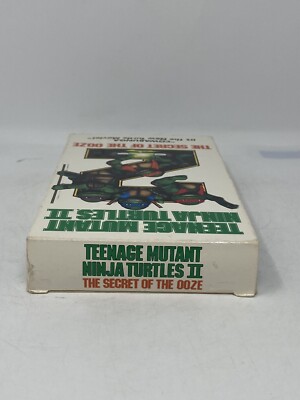 TEENAGE MUTANT
NINJA TURTLES II
THE SECRET OF THE OOZE
TEENAGE MUTANT
NINJA TURTLES II
THE SECRET OF THE OOZE